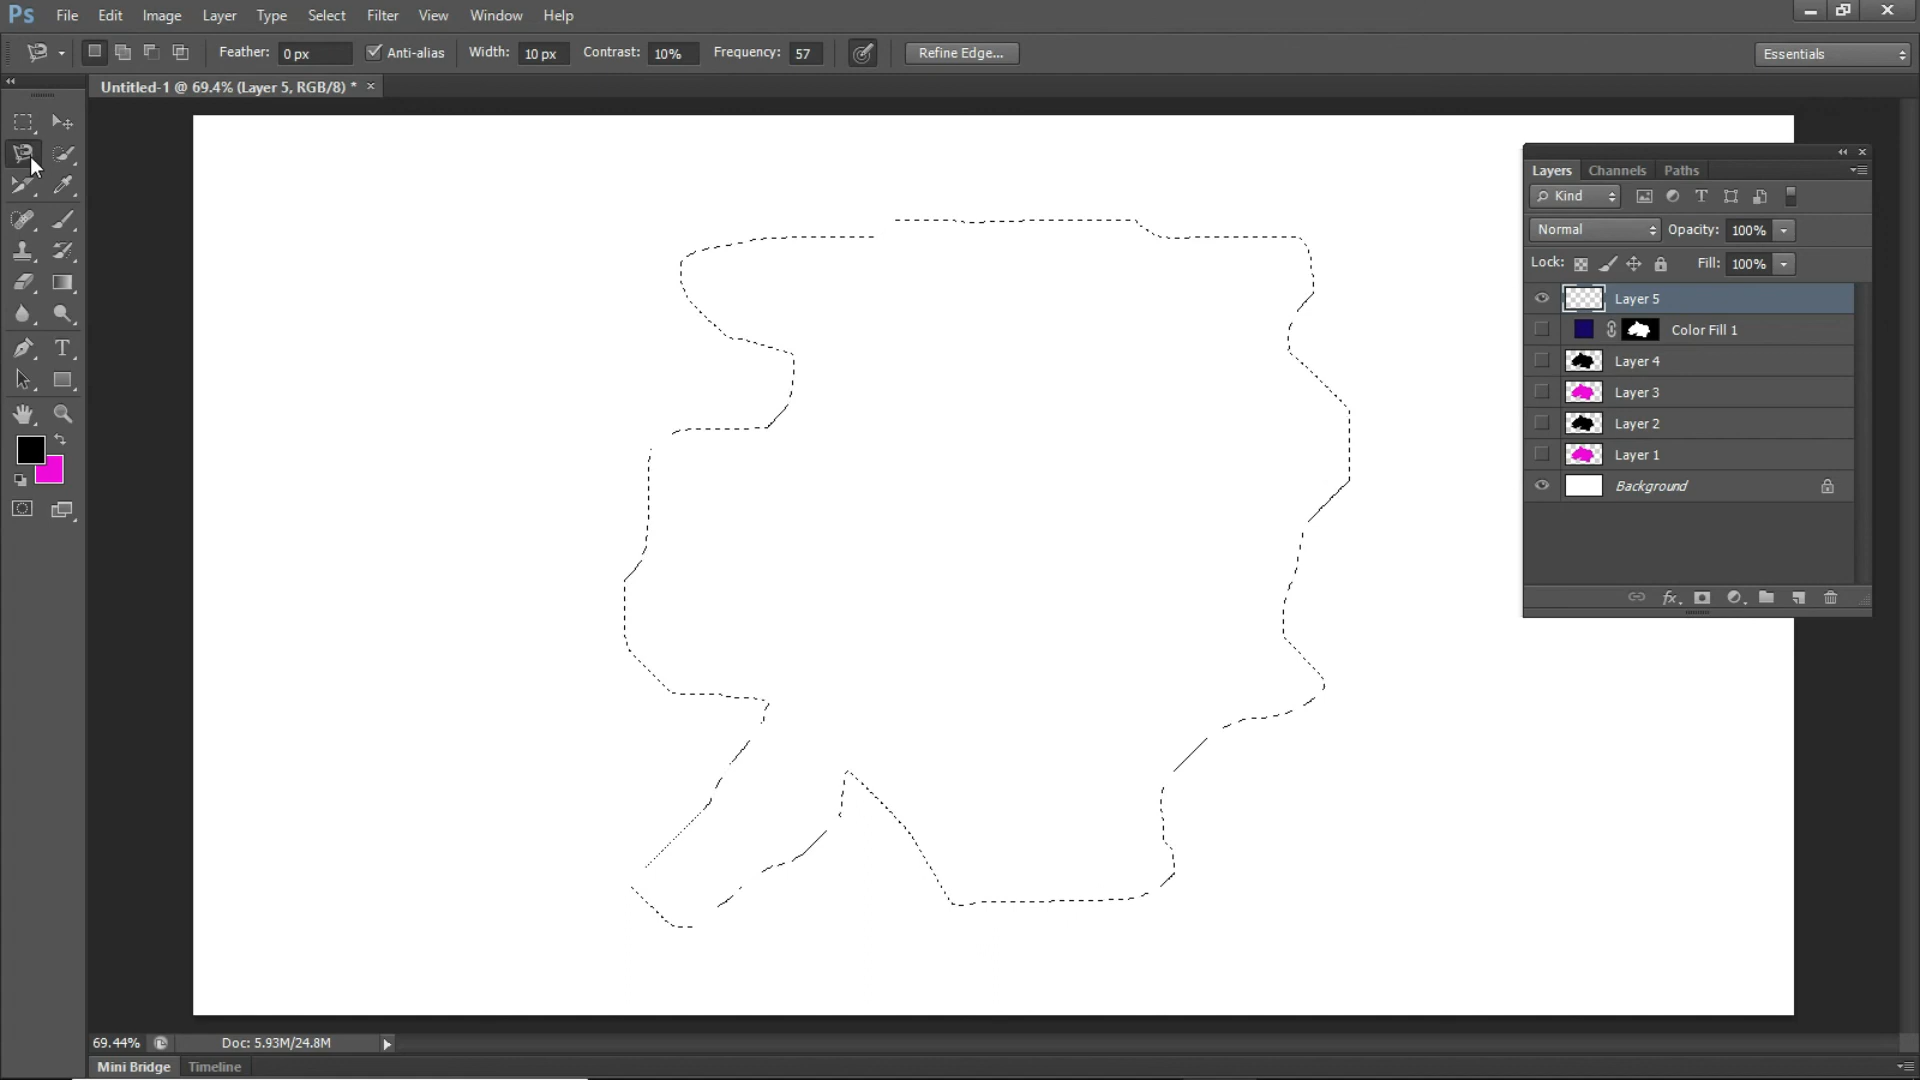 Ps File Edit Image Layer Type Select Filter View Window Help
Feather: 0 px Anti-alias Width: 10 px Contrast: 10% Frequency: 57 Refine Edge... Essentials
Untitled-1 @ 69.4% (Layer 5, RGB/8) * ×
Layers Channels Paths
Kind
Normal Opacity: 100%
Lock: Fill: 100%
Layer 5
Color Fill 1
Layer 4
Layer 3
Layer 2
Layer 1
Background
69.44% Doc: 5.93M/24.8M
Mini Bridge Timeline